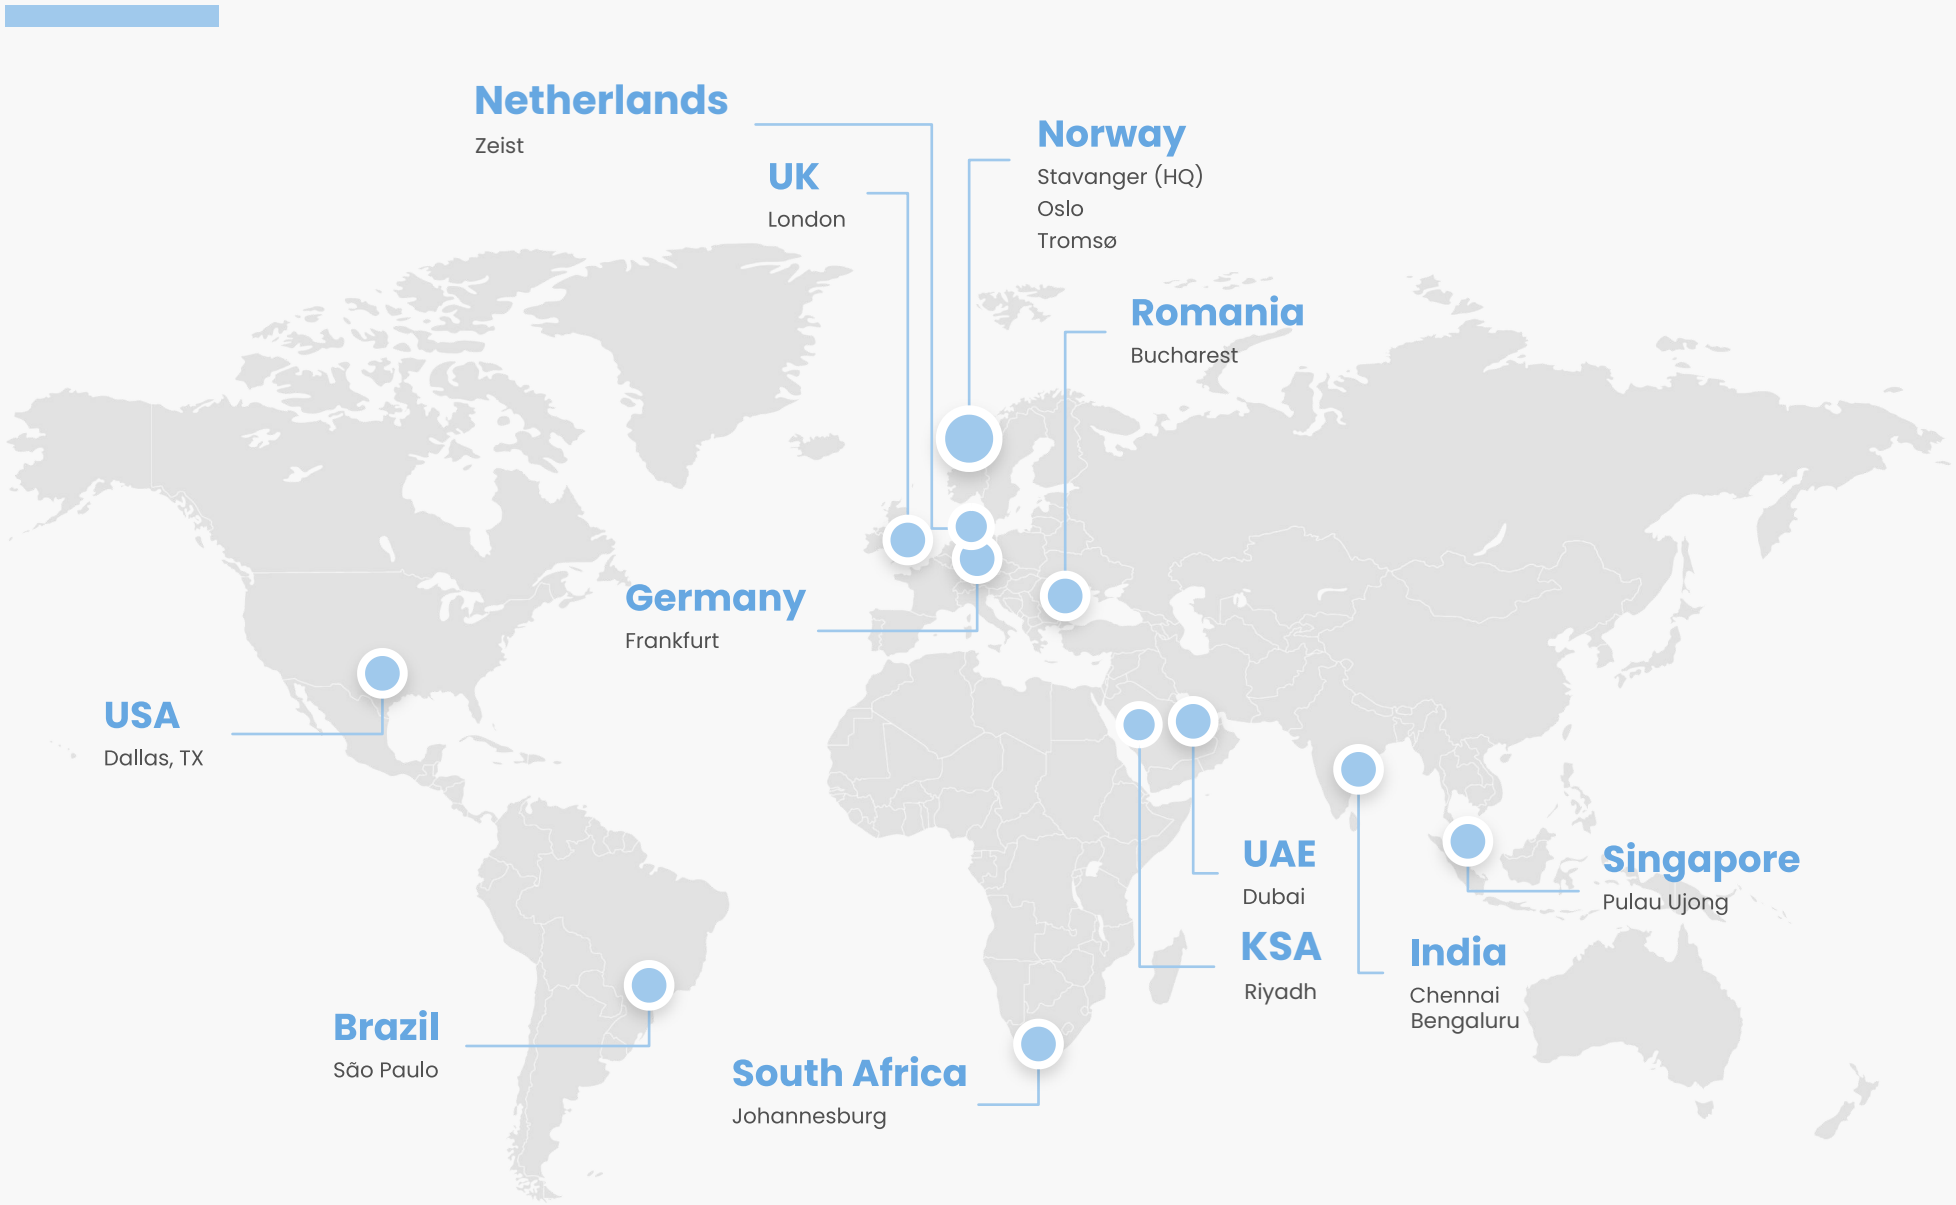 Netherlands
Zeist
UK
London
Norway
Stavanger (HQ)
Oslo
Tromsø
Romania
Bucharest
Germany
Frankfurt
USA
Dallas, TX
UAE
Dubai
Singapore
Pulau Ujong
KSA
Riyadh
India
Chennai
Bengaluru
Brazil
São Paulo
South Africa
Johannesburg